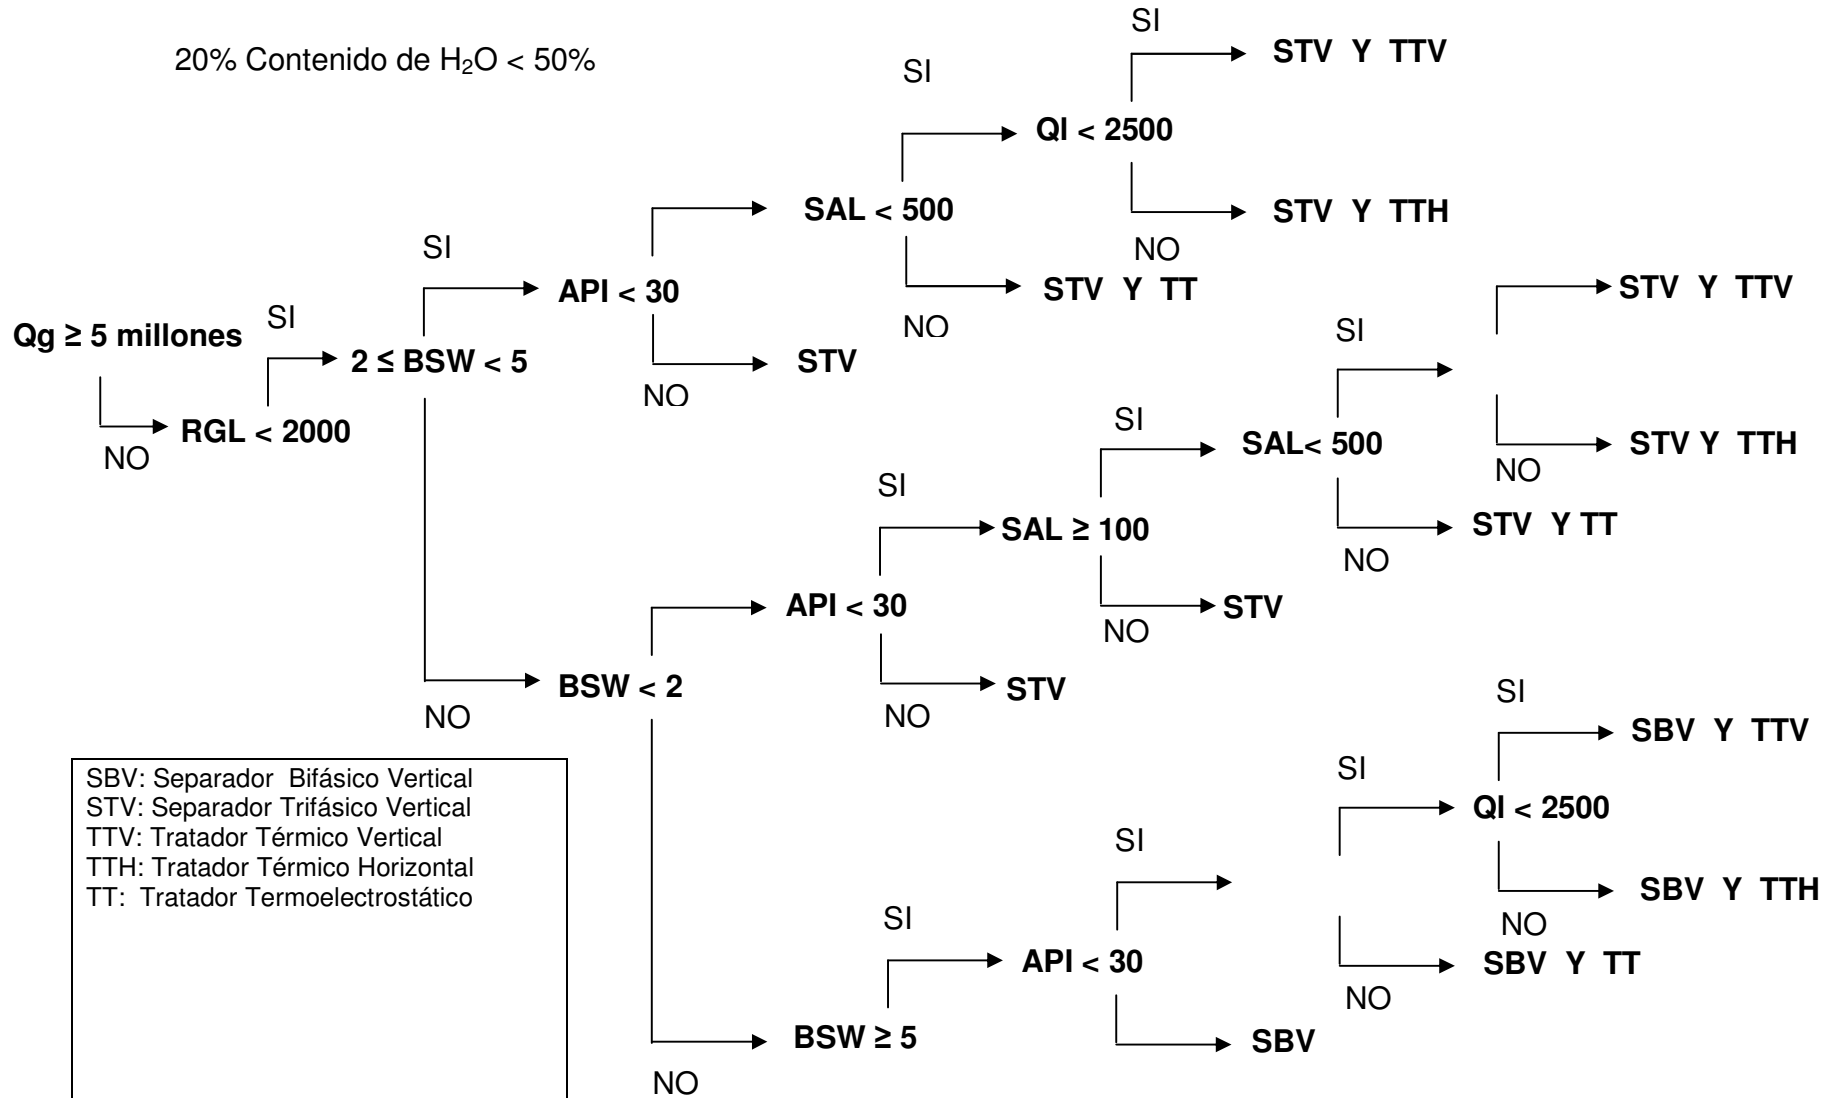 20% Contenido de H₂O < 50%
SI
STV Y TTV
SI
QI < 2500
SAL < 500
STV Y TTH
NO
SI
API < 30
STV Y TT
NO
STV Y TTV
Qg ≥ 5 millones
SI
2 ≤ BSW < 5
STV
NO
SI
RGL < 2000
NO
SI
SAL< 500
STV Y TTH
NO
SI
SAL ≥ 100
STV Y TT
NO
API < 30
STV
NO
BSW < 2
STV
NO
NO
SI
SBV Y TTV
SI
QI < 2500
SBV: Separador Bifásico Vertical
STV: Separador Trifásico Vertical
TTV: Tratador Térmico Vertical
TTH: Tratador Térmico Horizontal
TT: Tratador Termoelectrostático
SI
SBV Y TTH
NO
SI
API < 30
SBV Y TT
NO
BSW ≥ 5
SBV
NO